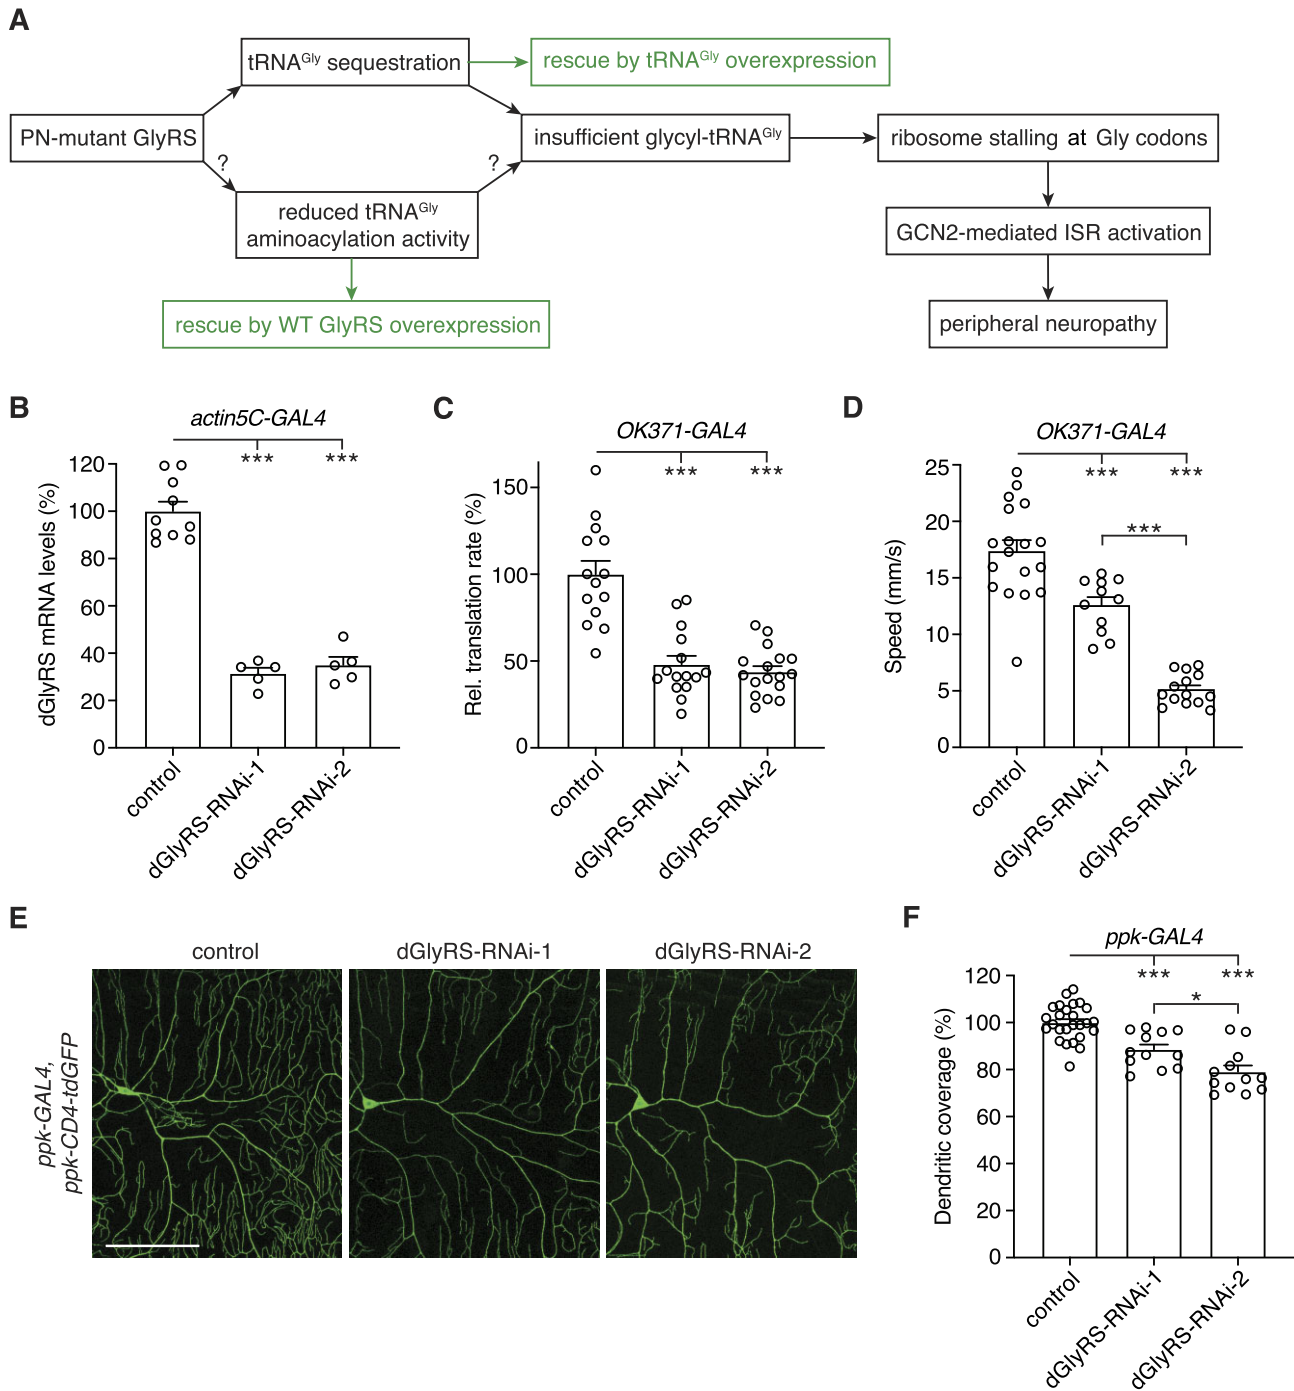 A
tRNAGly sequestration
rescue by tRNAGly overexpression
PN-mutant GlyRS
insufficient glycyl-tRNAGly
ribosome stalling at Gly codons
?
?
reduced tRNAGly
aminoacylation activity
GCN2-mediated ISR activation
rescue by WT GlyRS overexpression
peripheral neuropathy
B
actin5C-GAL4
*** ***
dGlyRS mRNA levels (%)
120
100
80
60
40
20
0
control
dGlyRS-RNAi-1
dGlyRS-RNAi-2
C
OK371-GAL4
*** ***
Rel. translation rate (%)
150
100
50
0
control
dGlyRS-RNAi-1
dGlyRS-RNAi-2
D
OK371-GAL4
*** ***
***
Speed (mm/s)
25
20
15
10
5
0
control
dGlyRS-RNAi-1
dGlyRS-RNAi-2
E
control
dGlyRS-RNAi-1
dGlyRS-RNAi-2
ppk-GAL4,
ppk-CD4-tdGFP
F
ppk-GAL4
*** ***
*
Dendritic coverage (%)
120
100
80
60
40
20
0
control
dGlyRS-RNAi-1
dGlyRS-RNAi-2